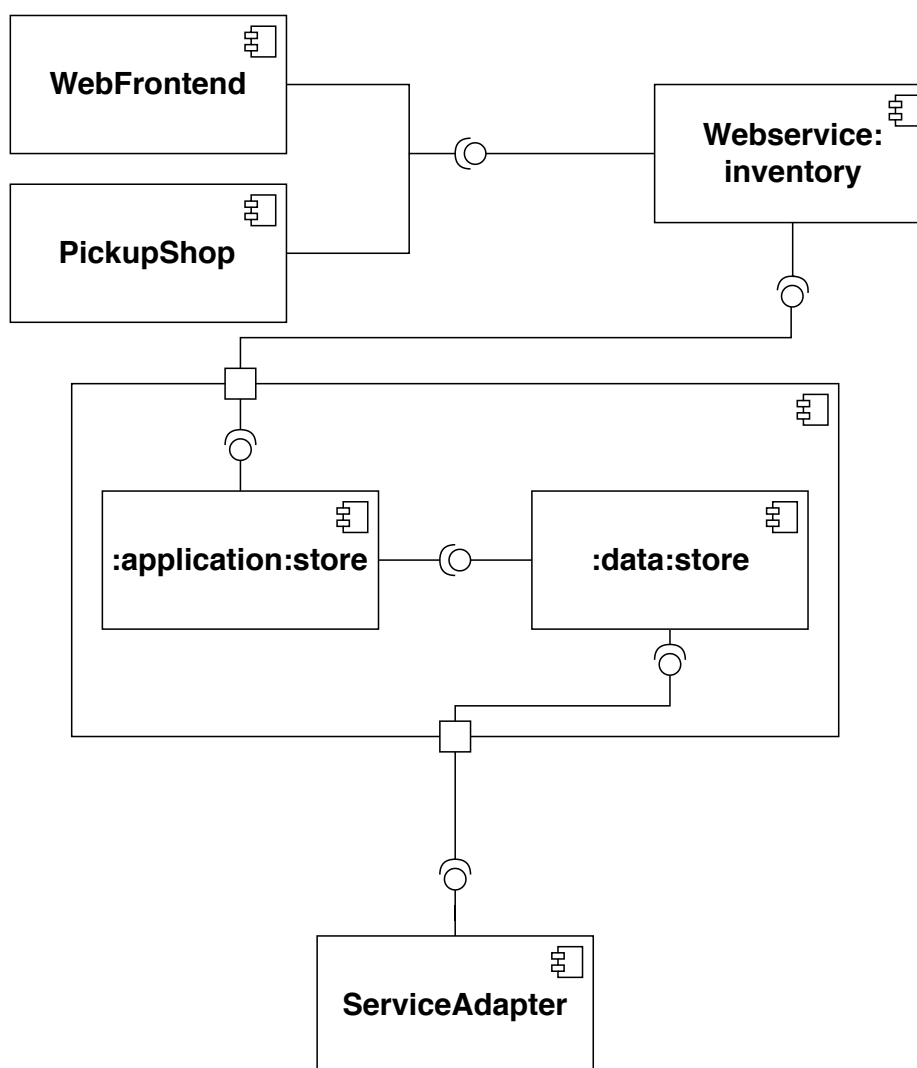 WebFrontend
Webservice:
inventory
PickupShop
:application:store
:data:store
ServiceAdapter